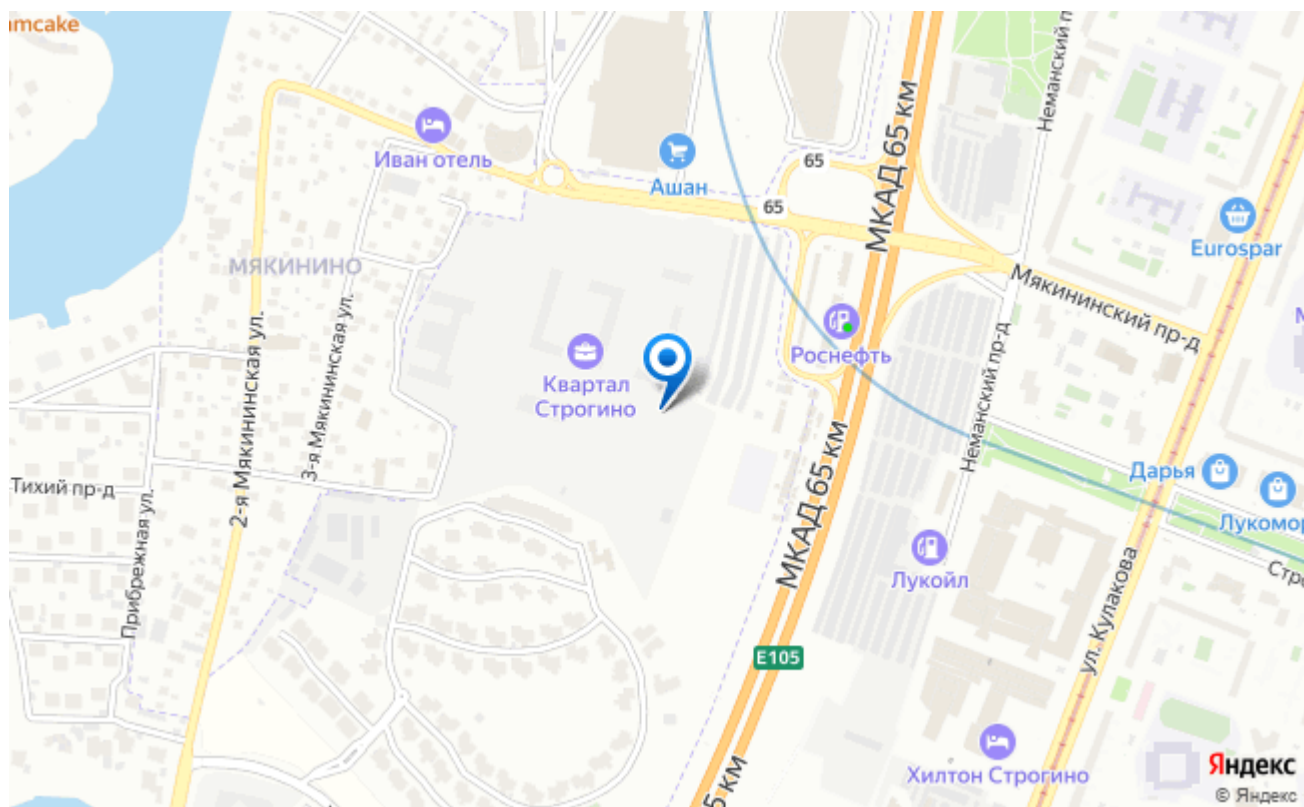 mcake
Иван отель
Ашан
65
65
МКАД 65 км
Неманский п
Eurospar
МЯКИНИНО
Мякининский пр-д
Роснефть
Квартал
Строгино
2-я Мякининская ул.
3-я Мякининская ул.
Неманский пр-д
МКАД 65 км
Дарья
Лукомор
Тихий пр-д
Прибрежная ул.
Лукойл
Стро
ул. Кулакова
E105
Хилтон Строгино
5 км
Яндекс
© Яндекс